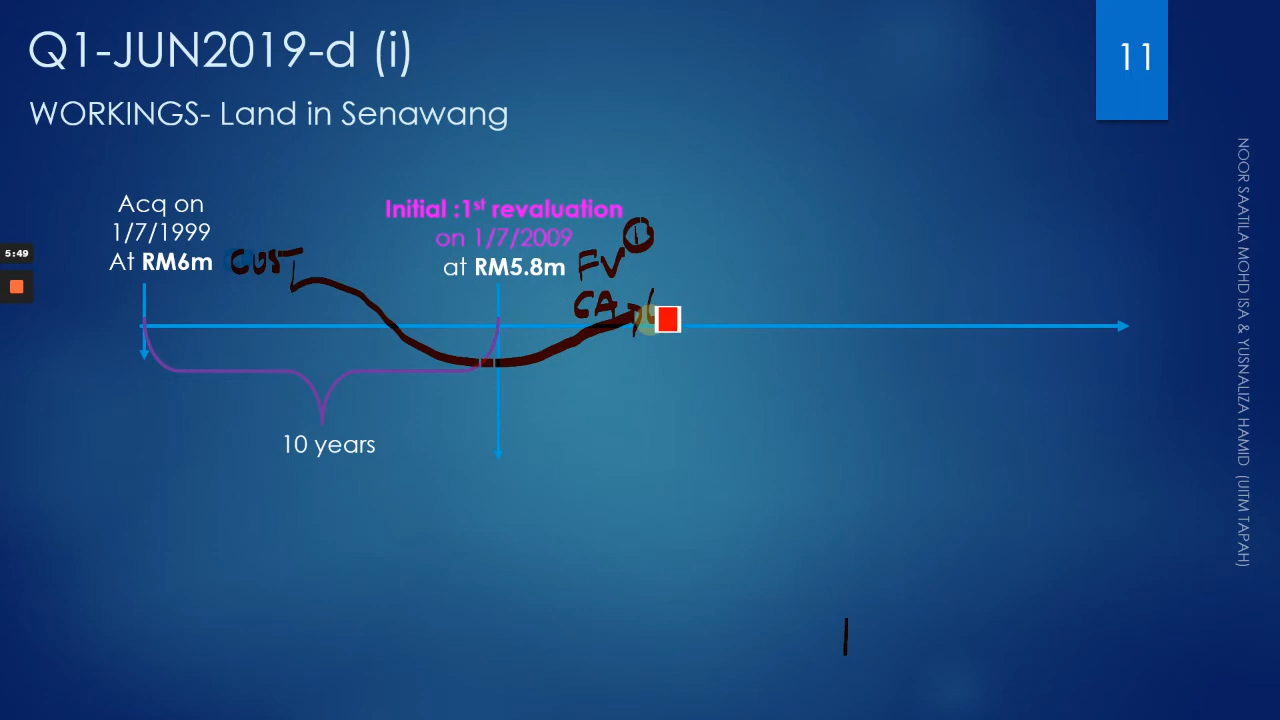 Q1-JUN2019-d (i)
11
WORKINGS- Land in Senawang
Acq on
1/7/1999
At RM6m
COST
Initial :1st revaluation
on 1/7/2009
at RM5.8m
FV
1
CA
10 years
5:49
NOOR SAATILA MOHD ISA & YUSNALIZA HAMID (UITM TAPAH)